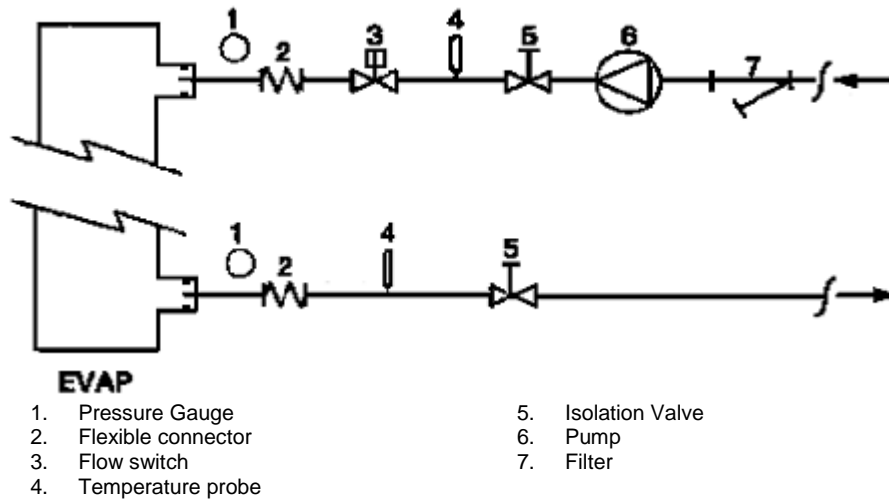 1 2 3 4 5 6 7
1 2 4 5
EVAP
1. Pressure Gauge
2. Flexible connector
3. Flow switch
4. Temperature probe
5. Isolation Valve
6. Pump
7. Filter